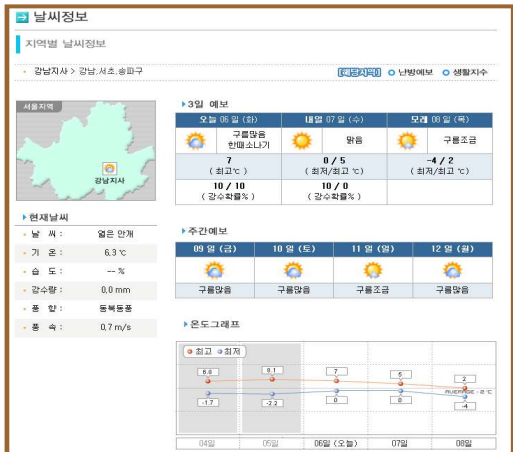 날씨정보
지역별 날씨정보
강남지사 > 강남,서초,송파구
난방예보
생활지수
서울지역
강남지사
3일 예보
오늘 06 일 (화) 내일 07 일 (수) 모레 08 일 (목)
구름많음 한때소나기 맑음 구름조금
7 0 / 5 -4 / 2
( 최고℃ ) ( 최저/최고 ℃) ( 최저/최고 ℃)
10 / 10 10 / 0
( 강수확률% ) ( 강수확률% )
현재날씨
날 씨 : 엷은 안개
기 온 : 6.3 ℃
습 도 : -- %
강수량 : 0.0 mm
풍 향 : 동북동풍
풍 속 : 0.7 m/s
주간예보
09 일 (금) 10 일 (토) 11 일 (일) 12 일 (월)
구름많음 구름많음 구름조금 구름많음
온도그래프
최고 최저
6.8 8.1 7 5 2
AVERAGE - 2 ℃
-1.7 -2.2 0 0 -4
04일 05일 06일 (오늘) 07일 08일